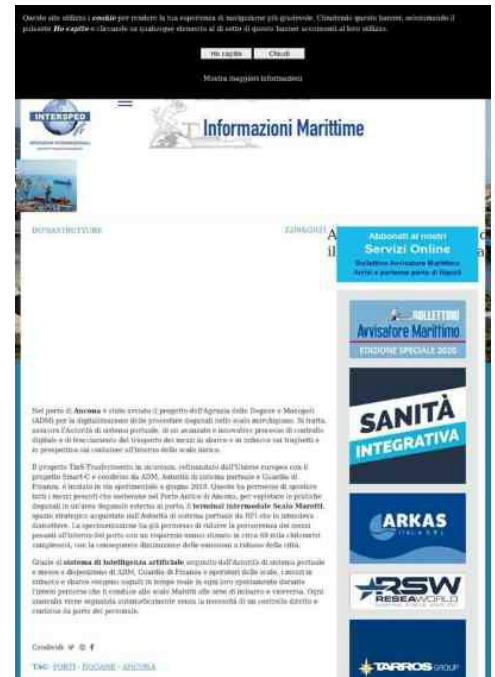 Questo sito utilizza i cookie per rendere la tua esperienza di navigazione più gradevole. Chiudendo questo banner, selezionando il
pulsante Ho capito o cliccando su qualunque elemento al di sotto di questo banner acconsenti al loro utilizzo.
Ho capito
Chiudi
Mostra maggiori informazioni
INTERSPED
Informazioni Marittime
INFRASTRUTTURE
22/04/2021
A
il
Abbonati ai nostri
Servizi Online
Bollettino Avvisatore Marittimo
Arrivi e partenze porto di Napoli
BOLLETTINO
Avvisatore Marittimo
EDIZIONE SPECIALE 2020
SANITÀ
INTEGRATIVA
ARKAS
ITALIA S.R.L.
RSW
RESEAWORLD
TARROS GROUP
Nel porto di Ancona è stato avviato il progetto dell'Agenzia delle Dogane e Monopoli
(ADM) per la digitalizzazione delle procedure doganali nello scalo marchigiano. Si tratta,
assicura l'Autorità di sistema portuale, di un avanzato e innovativo processo di controllo
digitale e di tracciamento del trasporto dei mezzi in sbarco e in imbarco sui traghetti e
in prospettiva sui container all'interno dello scalo dorico.
Il progetto TinS-Trasferimento in sicurezza, cofinanziato dall'Unione europea con il
progetto Smart-C e condiviso da ADM, Autorità di sistema portuale e Guardia di
Finanza, è iniziato in via sperimentale a giugno 2019. Questo ha permesso di spostare
tutti i mezzi pesanti che sostavano nel Porto Antico di Ancona, per espletare le pratiche
doganali in un'area doganale esterna al porto, il terminal intermodale Scalo Marotti,
spazio strategico acquistato dall'Autorità di sistema portuale da RFI che lo intendeva
dismettere. La sperimentazione ha già permesso di ridurre la percorrenza dei mezzi
pesanti all'interno del porto con un risparmio annuo stimato in circa 60 mila chilometri
complessivi, con la conseguente diminuzione delle emissioni a ridosso della città.
Grazie al sistema di intelligenza artificiale acquisito dall'Autorità di sistema portuale
e messo a disposizione di ADM, Guardia di Finanza e operatori dello scalo, i mezzi in
imbarco e sbarco vengono seguiti in tempo reale in ogni loro spostamento durante
l'intero percorso che li conduce allo scalo Marotti alle aree di imbarco e viceversa. Ogni
anomalia viene segnalata automaticamente senza la necessità di un controllo diretto e
continuo da parte del personale.
Condividi
TAG: PORTI - DOGANE - ANCONA